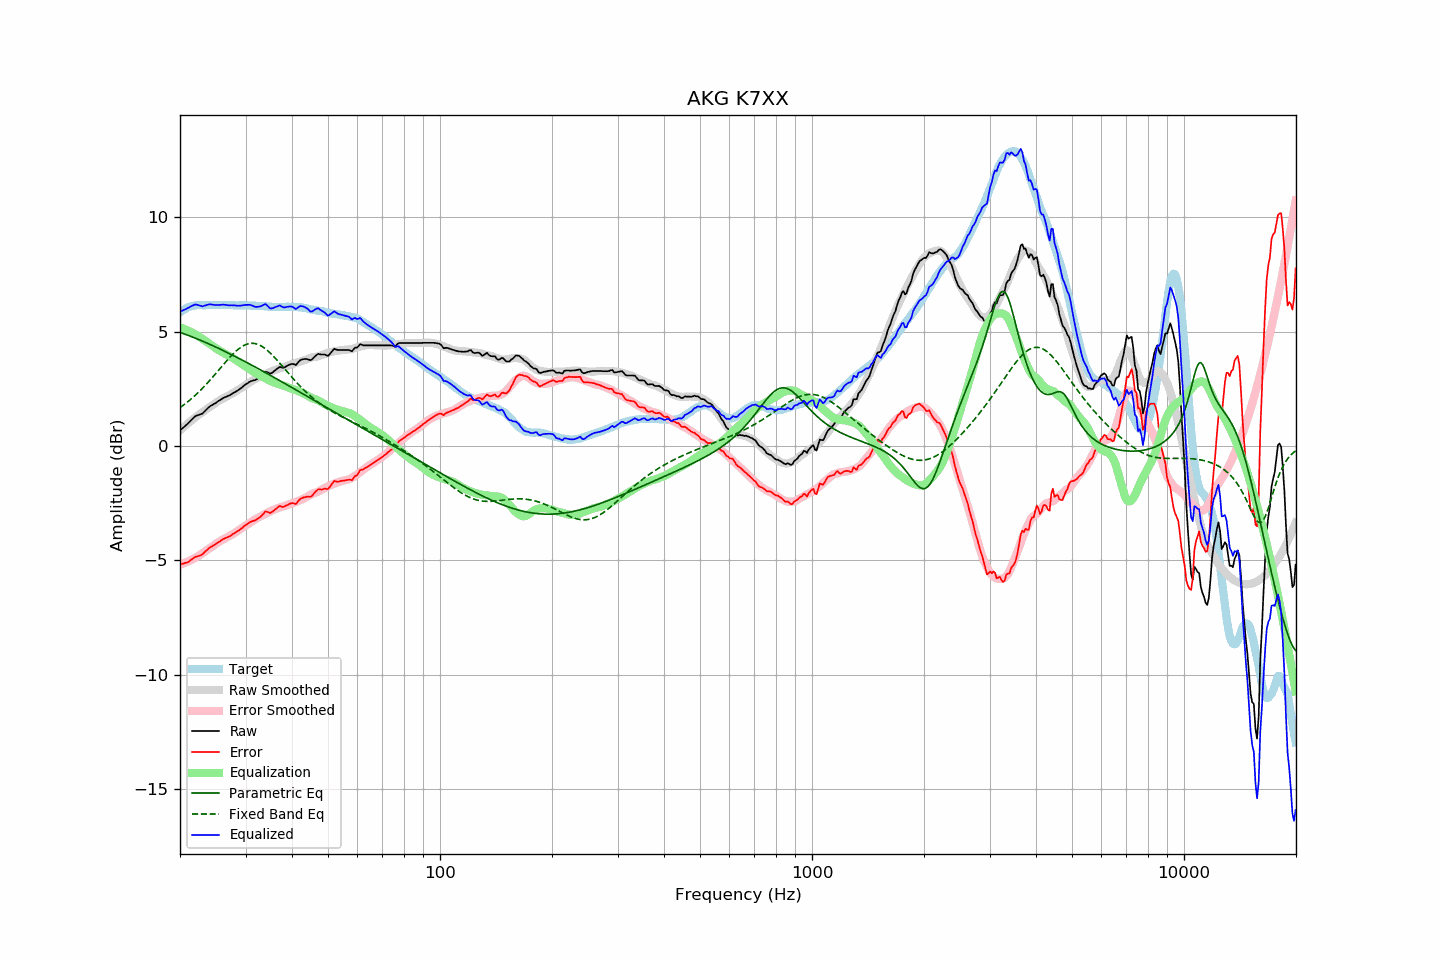 AKG K7XX
Amplitude (dBr)
10
5
0
−5
−10
−15
Target
Raw Smoothed
Error Smoothed
Raw
Error
Equalization
Parametric Eq
Fixed Band Eq
Equalized
100
1000
10000
Frequency (Hz)